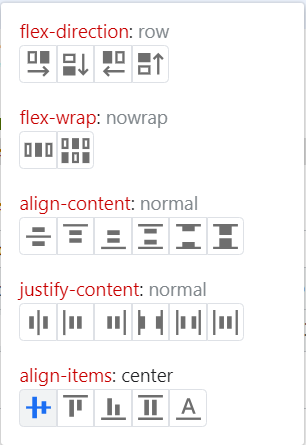 flex-direction: row
flex-wrap: nowrap
align-content: normal
justify-content: normal
align-items: center
A